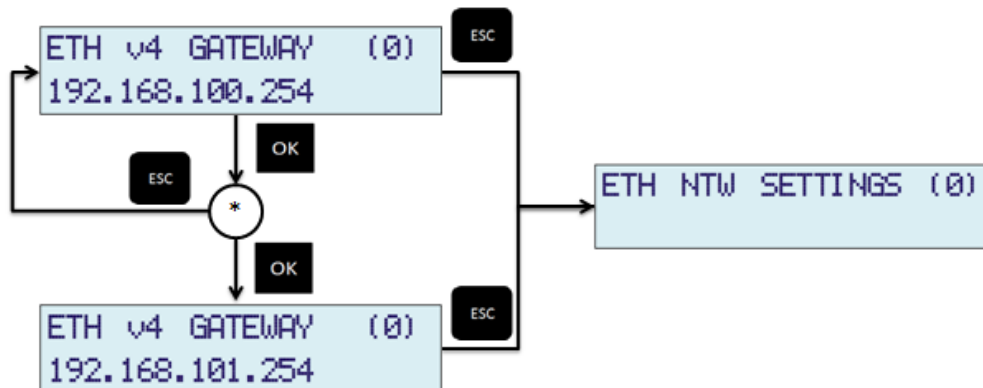 ETH v4 GATEWAY (0)
192.168.100.254
ESC
OK
ESC
*
ETH NTW SETTINGS (0)
OK
ESC
ETH v4 GATEWAY (0)
192.168.101.254